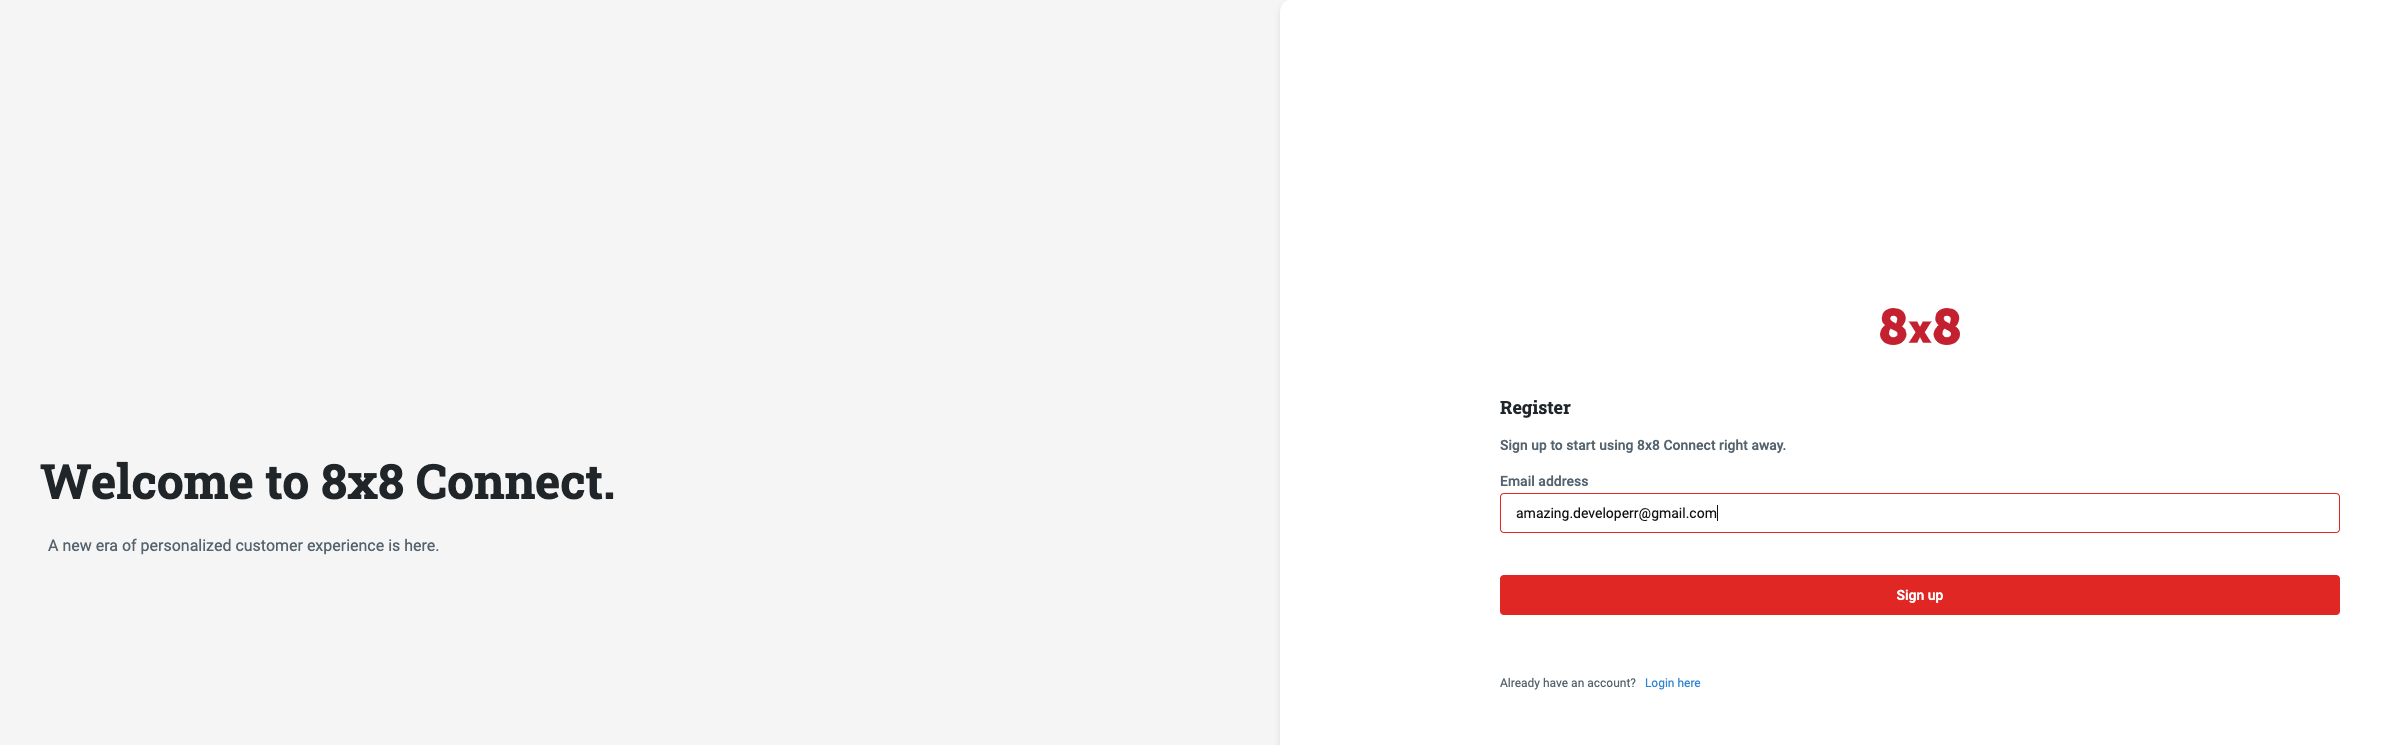 Welcome to 8x8 Connect.
A new era of personalized customer experience is here.
8x8
Register
Sign up to start using 8x8 Connect right away.
Email address
amazing.developerr@gmail.com
Sign up
Already have an account? Login here